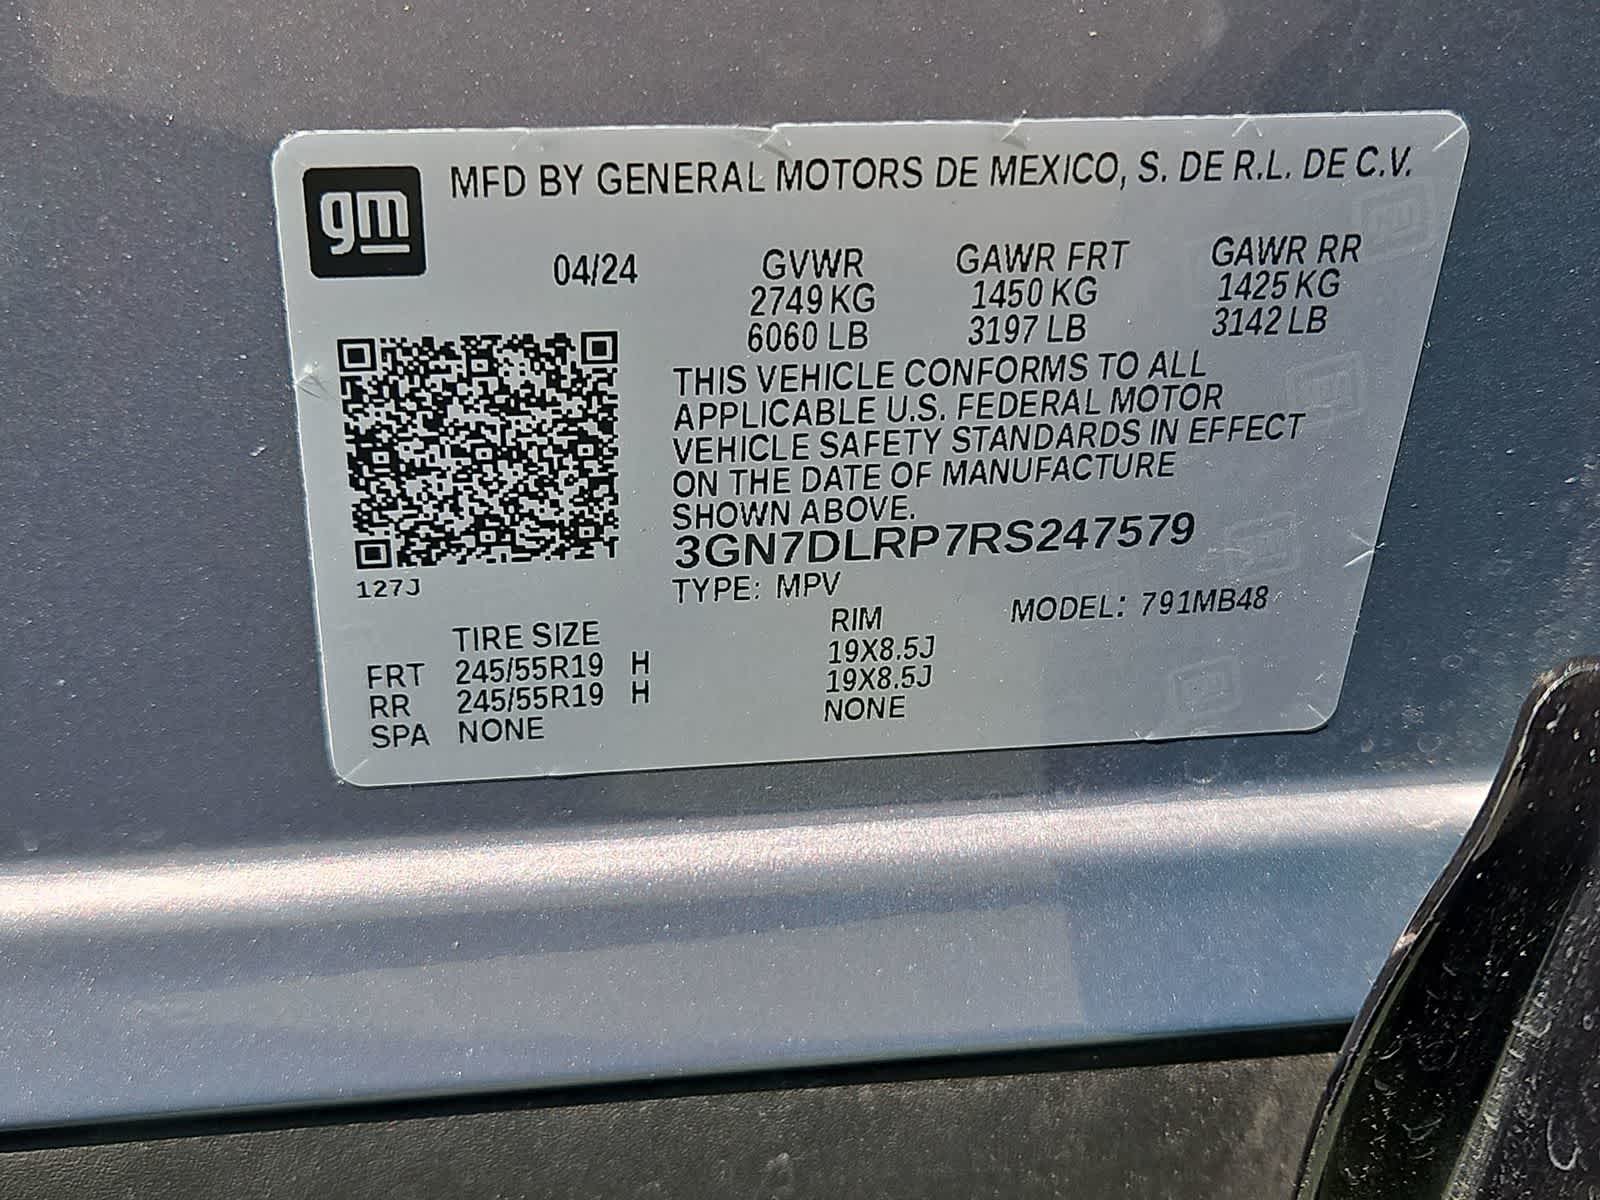 gm
MFD BY GENERAL MOTORS DE MEXICO, S. DE R.L. DE C.V.
04/24 GVWR GAWR FRT GAWR RR
2749 KG 1450 KG 1425 KG
6060 LB 3197 LB 3142 LB
THIS VEHICLE CONFORMS TO ALL
APPLICABLE U.S. FEDERAL MOTOR
VEHICLE SAFETY STANDARDS IN EFFECT
ON THE DATE OF MANUFACTURE
SHOWN ABOVE.
3GN7DLRP7RS247579
127J
TYPE: MPV MODEL: 791MB48
TIRE SIZE RIM
FRT 245/55R19 H 19X8.5J
RR 245/55R19 H 19X8.5J
SPA NONE NONE